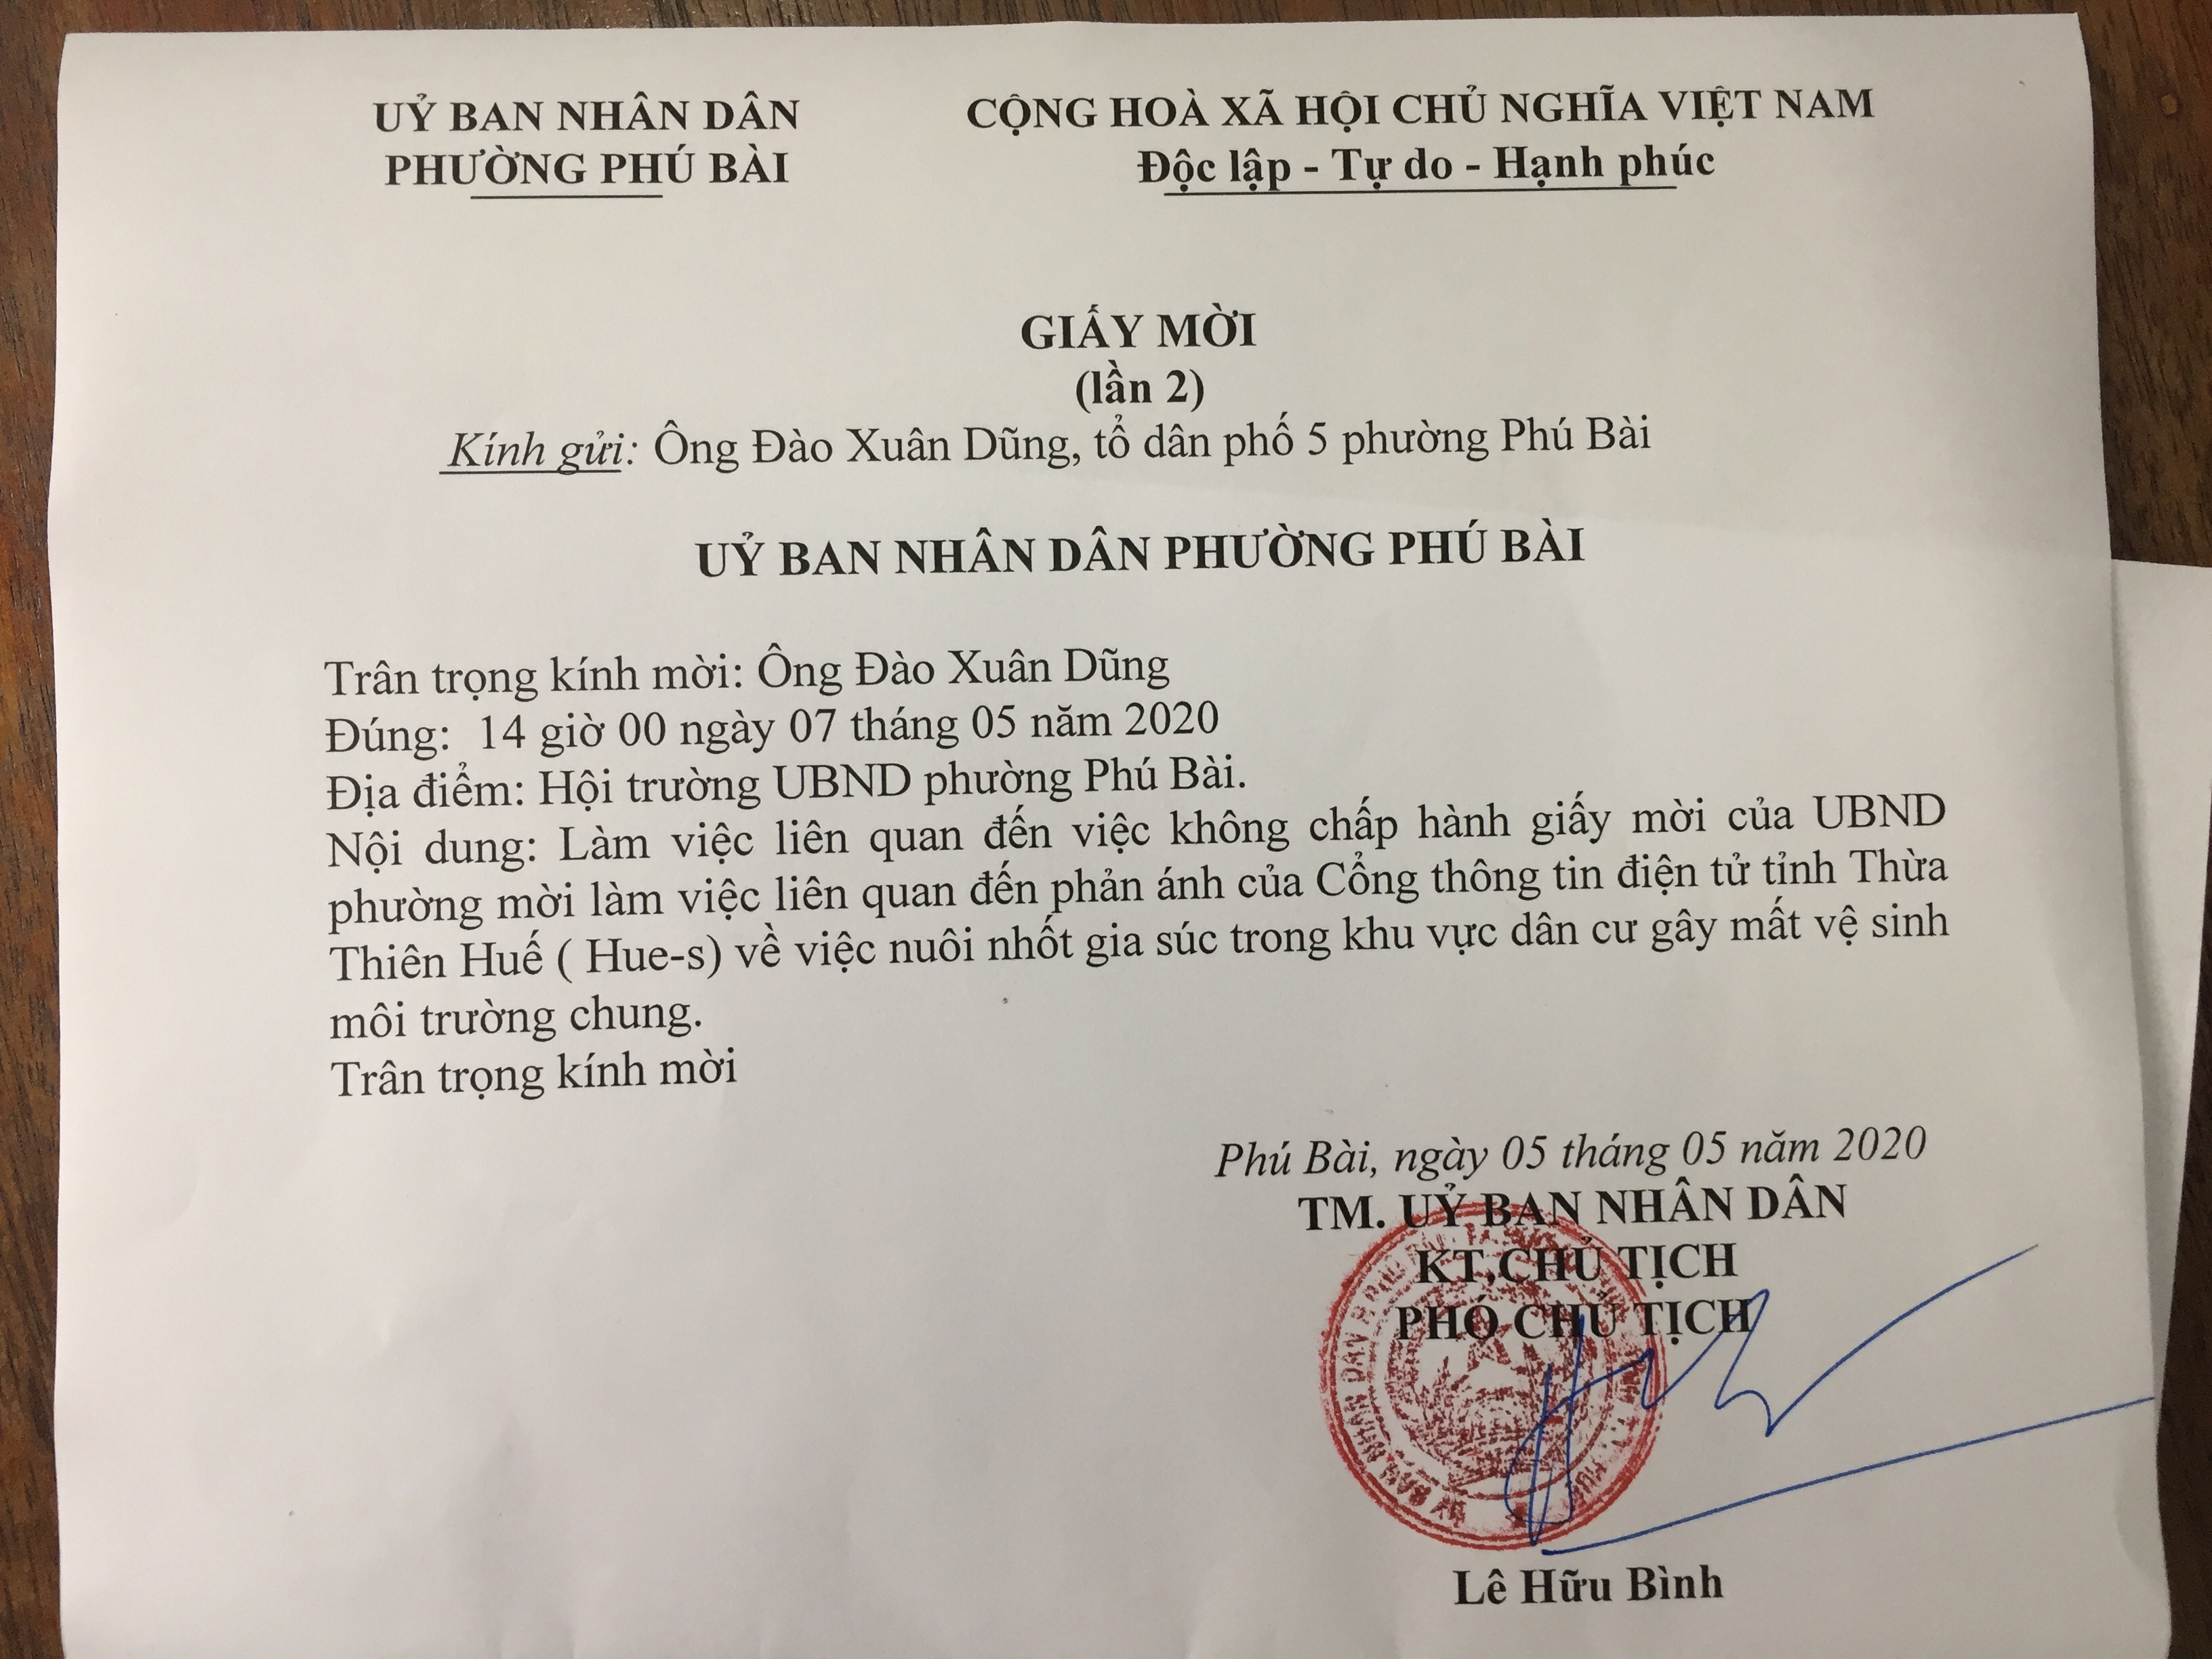 UỶ BAN NHÂN DÂN
PHƯỜNG PHÚ BÀI
CỘNG HOÀ XÃ HỘI CHỦ NGHĨA VIỆT NAM
Độc lập - Tự do - Hạnh phúc
GIẤY MỜI
(lần 2)
Kính gửi: Ông Đào Xuân Dũng, tổ dân phố 5 phường Phú Bài
UỶ BAN NHÂN DÂN PHƯỜNG PHÚ BÀI
Trân trọng kính mời: Ông Đào Xuân Dũng
Đúng: 14 giờ 00 ngày 07 tháng 05 năm 2020
Địa điểm: Hội trường UBND phường Phú Bài.
Nội dung: Làm việc liên quan đến việc không chấp hành giấy mời của UBND
phường mời làm việc liên quan đến phản ánh của Cổng thông tin điện tử tỉnh Thừa
Thiên Huế ( Hue-s) về việc nuôi nhốt gia súc trong khu vực dân cư gây mất vệ sinh
môi trường chung.
Trân trọng kính mời
Phú Bài, ngày 05 tháng 05 năm 2020
TM. UỶ BAN NHÂN DÂN
KT.CHỦ TỊCH
PHÓ CHỦ TỊCH
Lê Hữu Bình